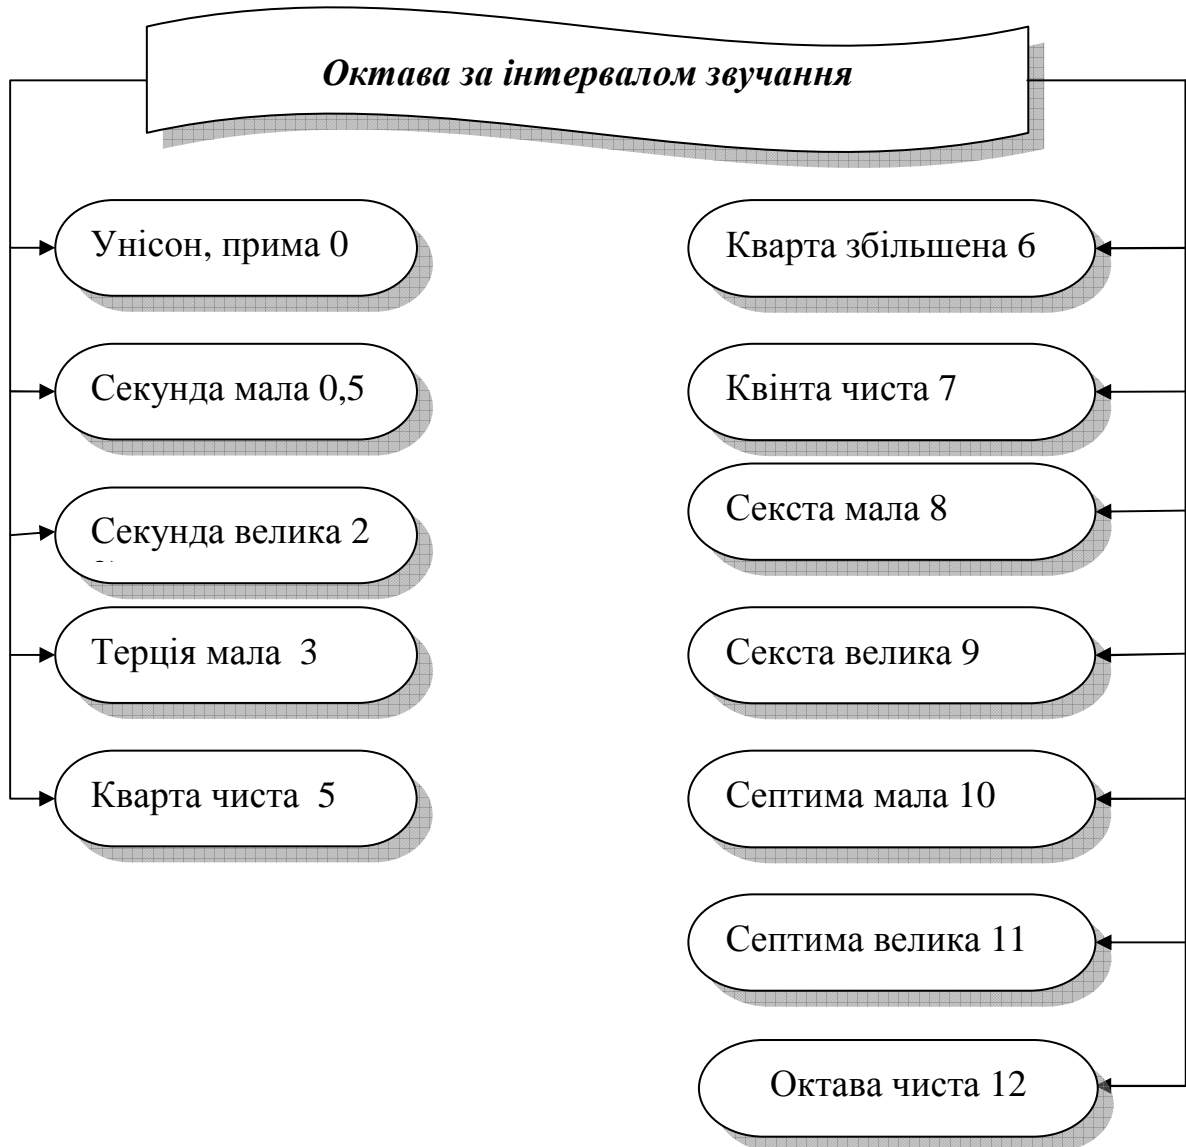 Октава за інтервалом звучання
Унісон, прима 0
Секунда мала 0,5
Секунда велика 2
Терція мала 3
Кварта чиста 5
Кварта збільшена 6
Квінта чиста 7
Секста мала 8
Секста велика 9
Септима мала 10
Септима велика 11
Октава чиста 12